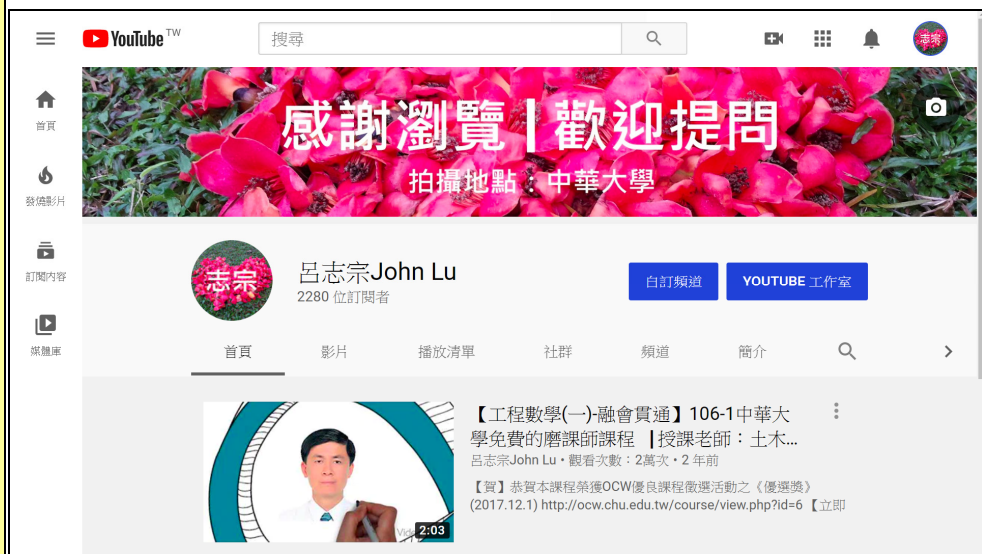 YouTube TW
搜尋
志宗
首頁
發燒影片
訂閱內容
媒體庫
感謝瀏覽 | 歡迎提問
拍攝地點：中華大學
志宗
呂志宗John Lu
2280 位訂閱者
自訂頻道
YOUTUBE 工作室
首頁 影片 播放清單 社群 頻道 簡介
【工程數學(一)-融會貫通】106-1中華大
學免費的磨課師課程 ┃授課老師：土木...
呂志宗John Lu • 觀看次數：2萬次 • 2 年前
【賀】恭賀本課程榮獲OCW優良課程徵選活動之《優選獎》
(2017.12.1) http://ocw.chu.edu.tw/course/view.php?id=6 【立即
2:03